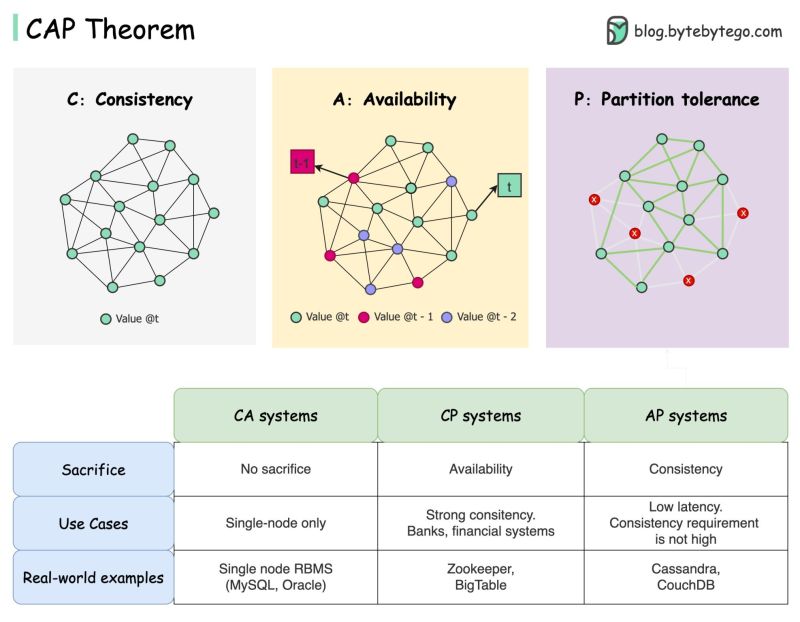 CAP Theorem
blog.bytebytego.com
C: Consistency
A: Availability
P: Partition tolerance
t-1
t
x
x
x
x
Value @t
Value @t
Value @t - 1
Value @t - 2
CA systems
CP systems
AP systems
Sacrifice
No sacrifice
Availability
Consistency
Use Cases
Single-node only
Strong consitency.
Banks, financial systems
Low latency.
Consistency requirement
is not high
Real-world examples
Single node RBMS
(MySQL, Oracle)
Zookeeper,
BigTable
Cassandra,
CouchDB